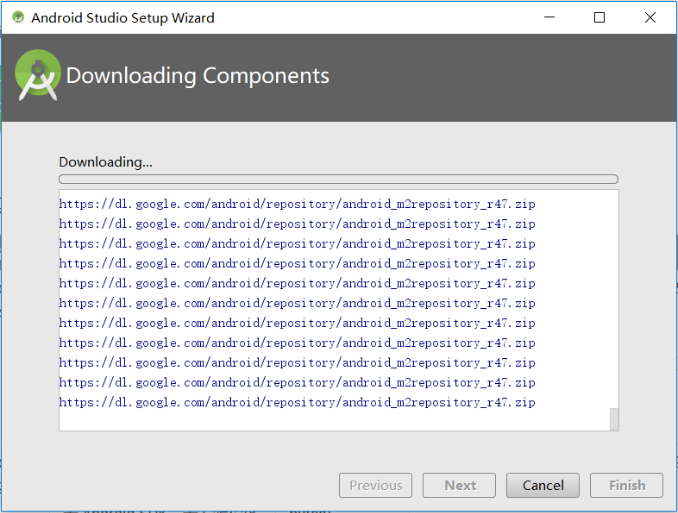 Android Studio Setup Wizard
Downloading Components
Downloading...
https://dl.google.com/android/repository/android_m2repository_r47.zip
https://dl.google.com/android/repository/android_m2repository_r47.zip
https://dl.google.com/android/repository/android_m2repository_r47.zip
https://dl.google.com/android/repository/android_m2repository_r47.zip
https://dl.google.com/android/repository/android_m2repository_r47.zip
https://dl.google.com/android/repository/android_m2repository_r47.zip
https://dl.google.com/android/repository/android_m2repository_r47.zip
https://dl.google.com/android/repository/android_m2repository_r47.zip
https://dl.google.com/android/repository/android_m2repository_r47.zip
https://dl.google.com/android/repository/android_m2repository_r47.zip
https://dl.google.com/android/repository/android_m2repository_r47.zip
Previous Next Cancel Finish